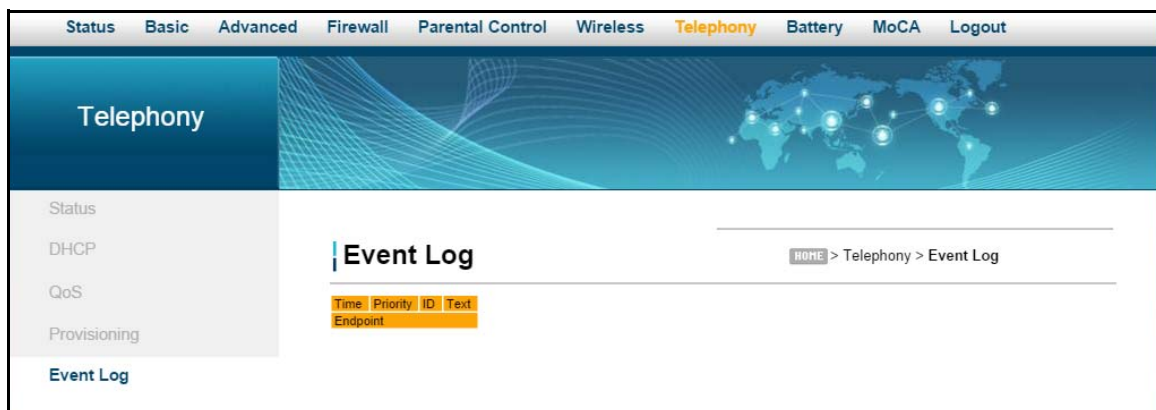 Status Basic Advanced Firewall Parental Control Wireless Telephony Battery MoCA Logout
Telephony
Status
DHCP
QoS
Provisioning
Event Log
Event Log
HOME > Telephony > Event Log
Time Priority ID Text
Endpoint